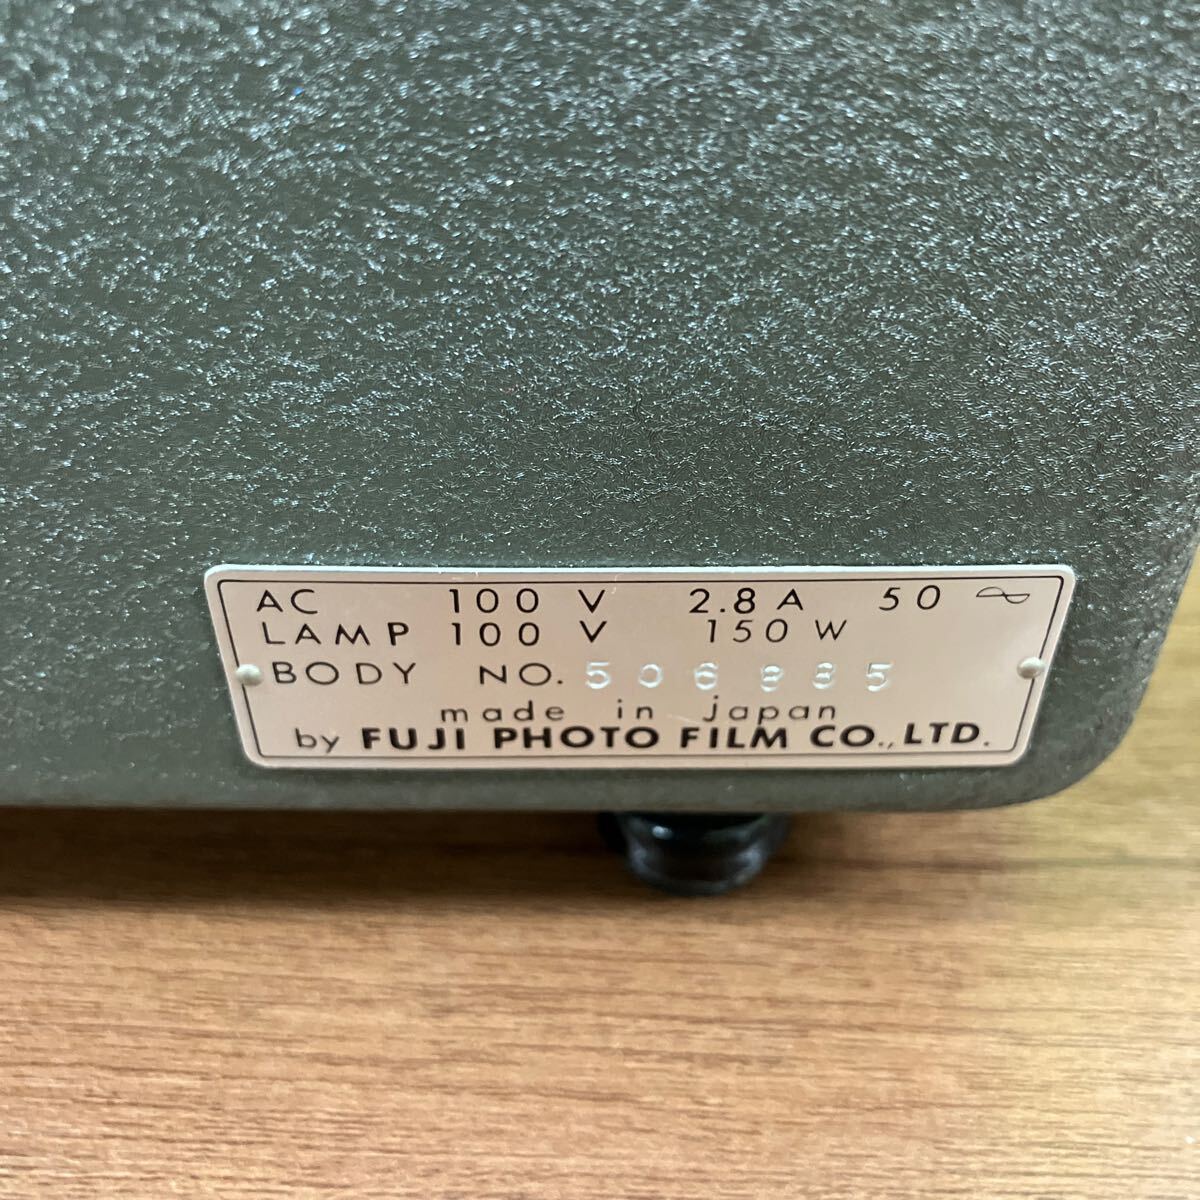 AC 100 V 2.8 A 50 ~
LAMP 100 V 150 W
BODY NO. 506885
made in japan
by FUJI PHOTO FILM CO., LTD.